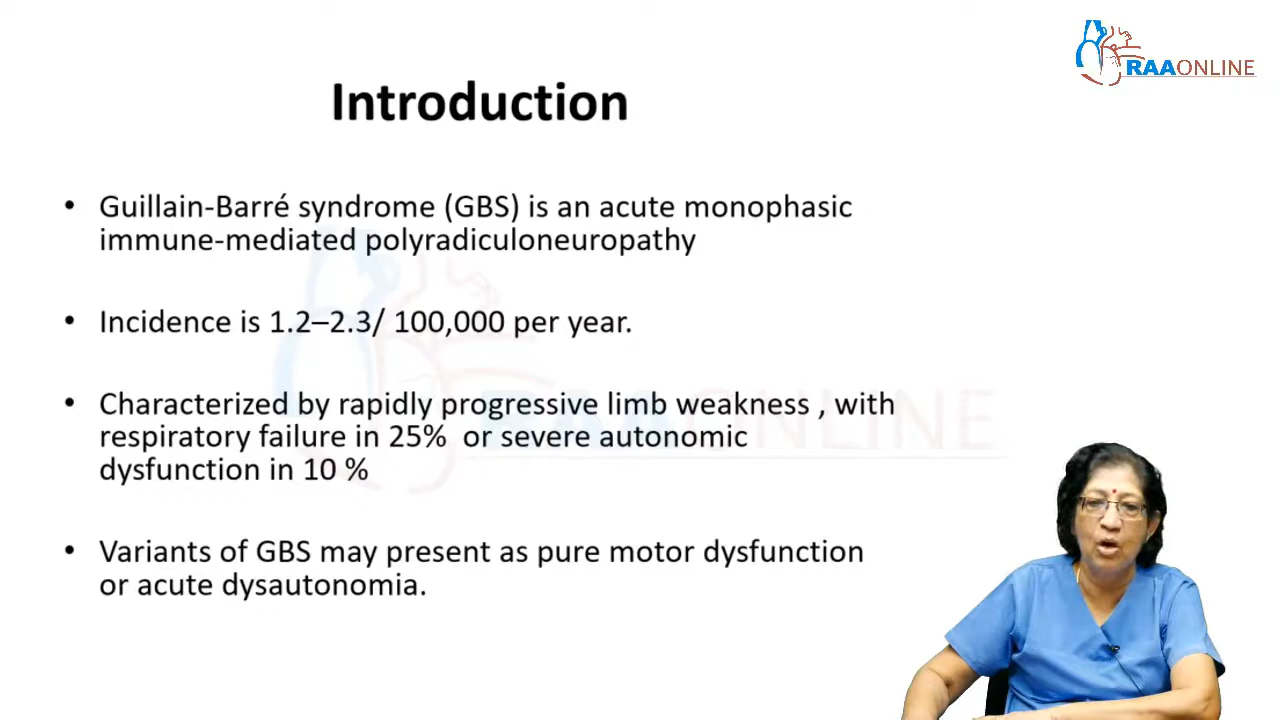 RAAONLINE
Introduction
• Guillain-Barré syndrome (GBS) is an acute monophasic
immune-mediated polyradiculoneuropathy
• Incidence is 1.2–2.3/ 100,000 per year.
• Characterized by rapidly progressive limb weakness , with
respiratory failure in 25% or severe autonomic
dysfunction in 10 %
• Variants of GBS may present as pure motor dysfunction
or acute dysautonomia.
RAAONLINE